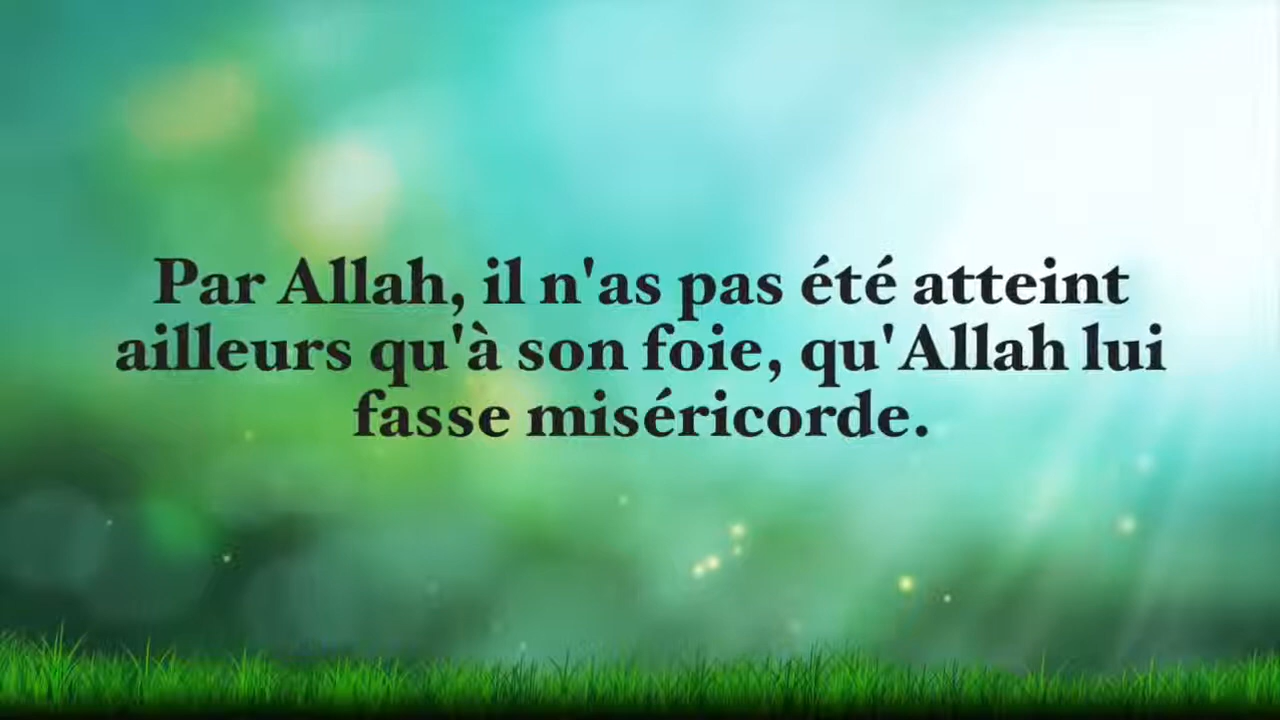 Par Allah, il n'as pas été atteint
ailleurs qu'à son foie, qu'Allah lui
fasse miséricorde.